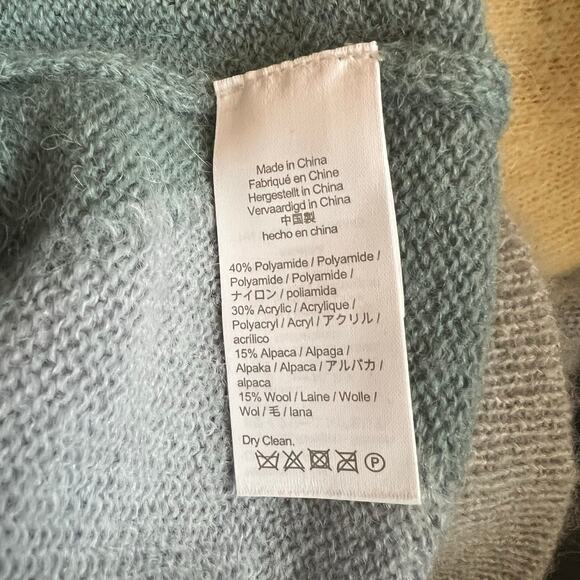 Made in China
Fabriqué en Chine
Hergestellt in China
Vervaardigd in China
中国製
hecho en china
40% Polyamide / Polyamide /
Polyamide / Polyamide /
ナイロン / poliamida
30% Acrylic / Acrylique /
Polyacryl / Acryl / アクリル /
acrílico
15% Alpaca / Alpaga /
Alpaka / Alpaca / アルパカ /
alpaca
15% Wool / Laine / Wolle /
Wol / 毛 / lana
Dry Clean.
P